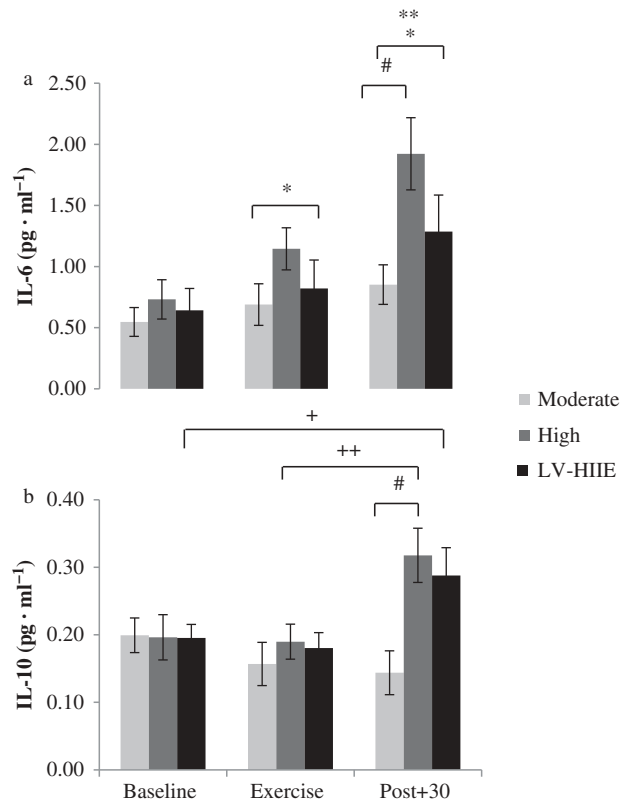 **
*
#
a
2.50
2.00
*
1.50
1.00
0.50
0.00
IL-6 (pg · ml⁻¹)
Moderate
High
LV-HIIE
+
++
#
b
0.40
0.30
0.20
0.10
0.00
IL-10 (pg · ml⁻¹)
Baseline Exercise Post+30